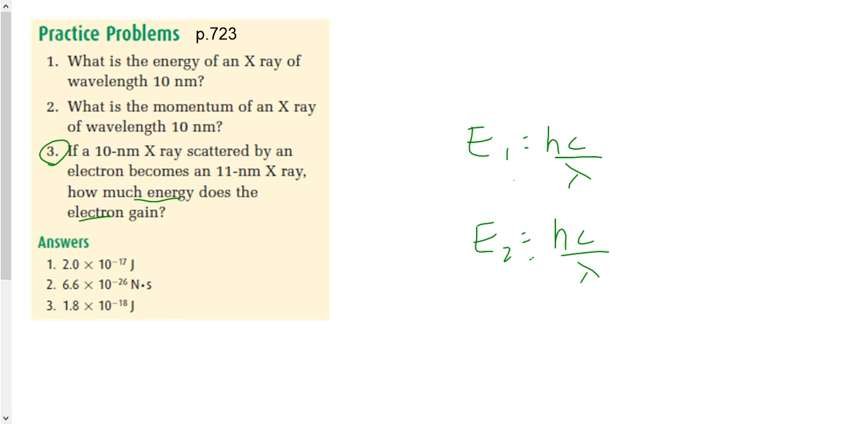 Practice Problems p.723
1. What is the energy of an X ray of
wavelength 10 nm?
2. What is the momentum of an X ray
of wavelength 10 nm?
3. If a 10-nm X ray scattered by an
electron becomes an 11-nm X ray,
how much energy does the
electron gain?
Answers
1. 2.0 × 10⁻¹⁷ J
2. 6.6 × 10⁻²⁶ N•s
3. 1.8 × 10⁻¹⁸ J
E₁ = hc/λ
E₂ = hc/λ